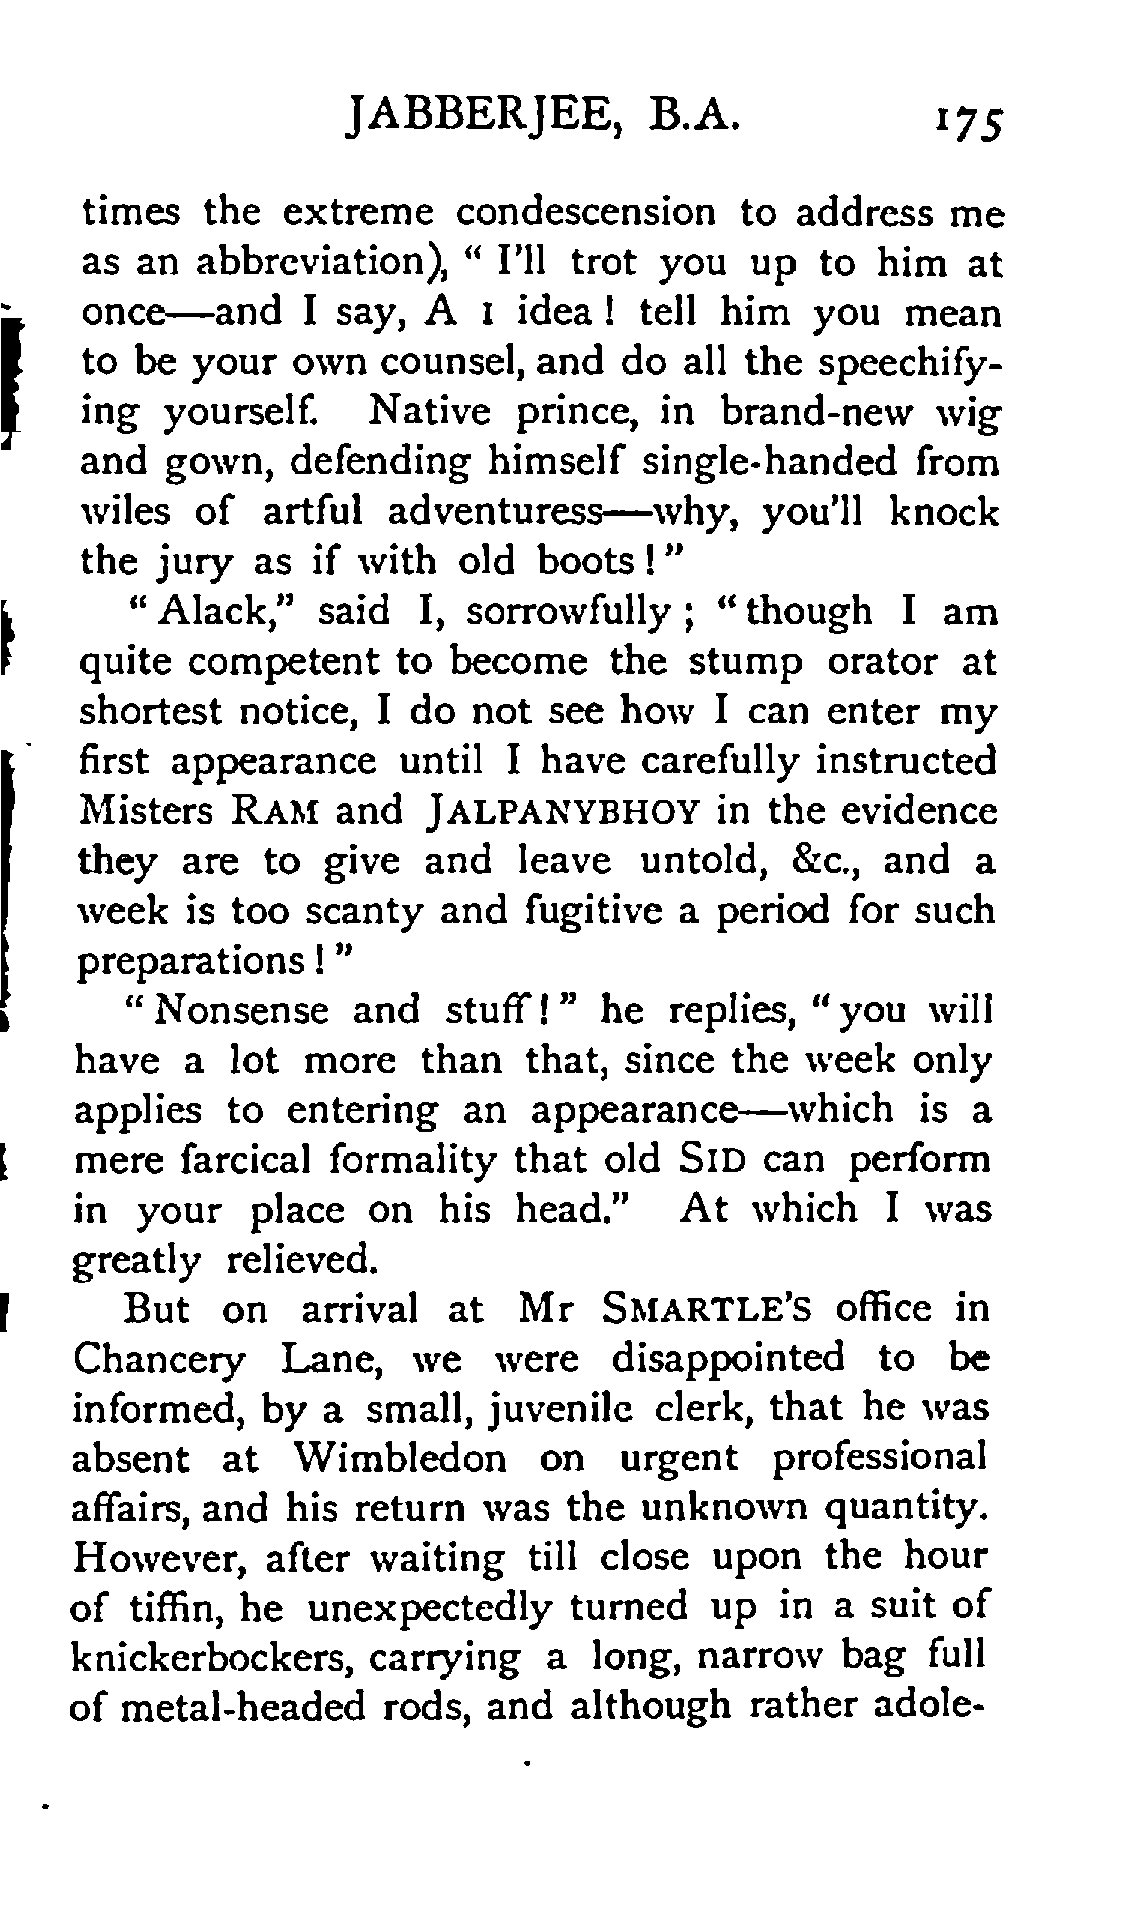 JABBERJEE, B.A. 175
times the extreme condescension to address me
as an abbreviation), " I'll trot you up to him at
once—and I say, A 1 idea ! tell him you mean
to be your own counsel, and do all the speechify-
ing yourself. Native prince, in brand-new wig
and gown, defending himself single-handed from
wiles of artful adventuress—why, you'll knock
the jury as if with old boots ! "
" Alack," said I, sorrowfully ; " though I am
quite competent to become the stump orator at
shortest notice, I do not see how I can enter my
first appearance until I have carefully instructed
Misters RAM and JALPANYBHOY in the evidence
they are to give and leave untold, &c., and a
week is too scanty and fugitive a period for such
preparations ! "
" Nonsense and stuff ! " he replies, " you will
have a lot more than that, since the week only
applies to entering an appearance—which is a
mere farcical formality that old SID can perform
in your place on his head." At which I was
greatly relieved.
But on arrival at Mr SMARTLE'S office in
Chancery Lane, we were disappointed to be
informed, by a small, juvenile clerk, that he was
absent at Wimbledon on urgent professional
affairs, and his return was the unknown quantity.
However, after waiting till close upon the hour
of tiffin, he unexpectedly turned up in a suit of
knickerbockers, carrying a long, narrow bag full
of metal-headed rods, and although rather adole-